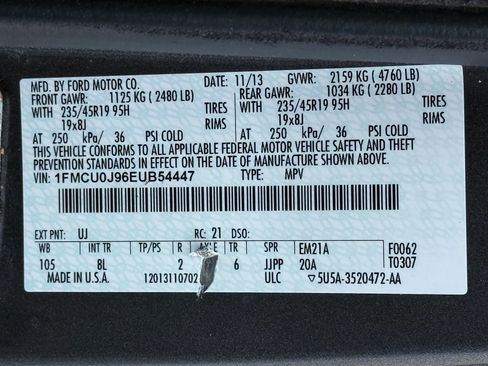 MFD. BY FORD MOTOR CO. DATE: 11/13 GVWR: 2159 KG ( 4760 LB)
FRONT GAWR: 1125 KG ( 2480 LB) REAR GAWR: 1034 KG ( 2280 LB)
WITH 235/45R19 95H TIRES WITH 235/45R19 95H TIRES
19x8J RIMS 19x8J RIMS
AT 250 kPa/ 36 PSI COLD AT 250 kPa/ 36 PSI COLD
THIS VEHICLE CONFORMS TO ALL APPLICABLE FEDERAL MOTOR VEHICLE SAFETY AND THEFT
PREVENTION STANDARDS IN EFFECT ON THE DATE OF MANUFACTURE SHOWN ABOVE.
VIN: 1FMCU0J96EUB54447 TYPE: MPV
EXT PNT: UJ RC: 21 DSO:
WB INT TR TP/PS R AXLE TR SPR EM21A F0062
105 8L 2 6 JJPP 20A T0307
MADE IN U.S.A. 12013110702 ULC ▽5U5A-3520472-AA